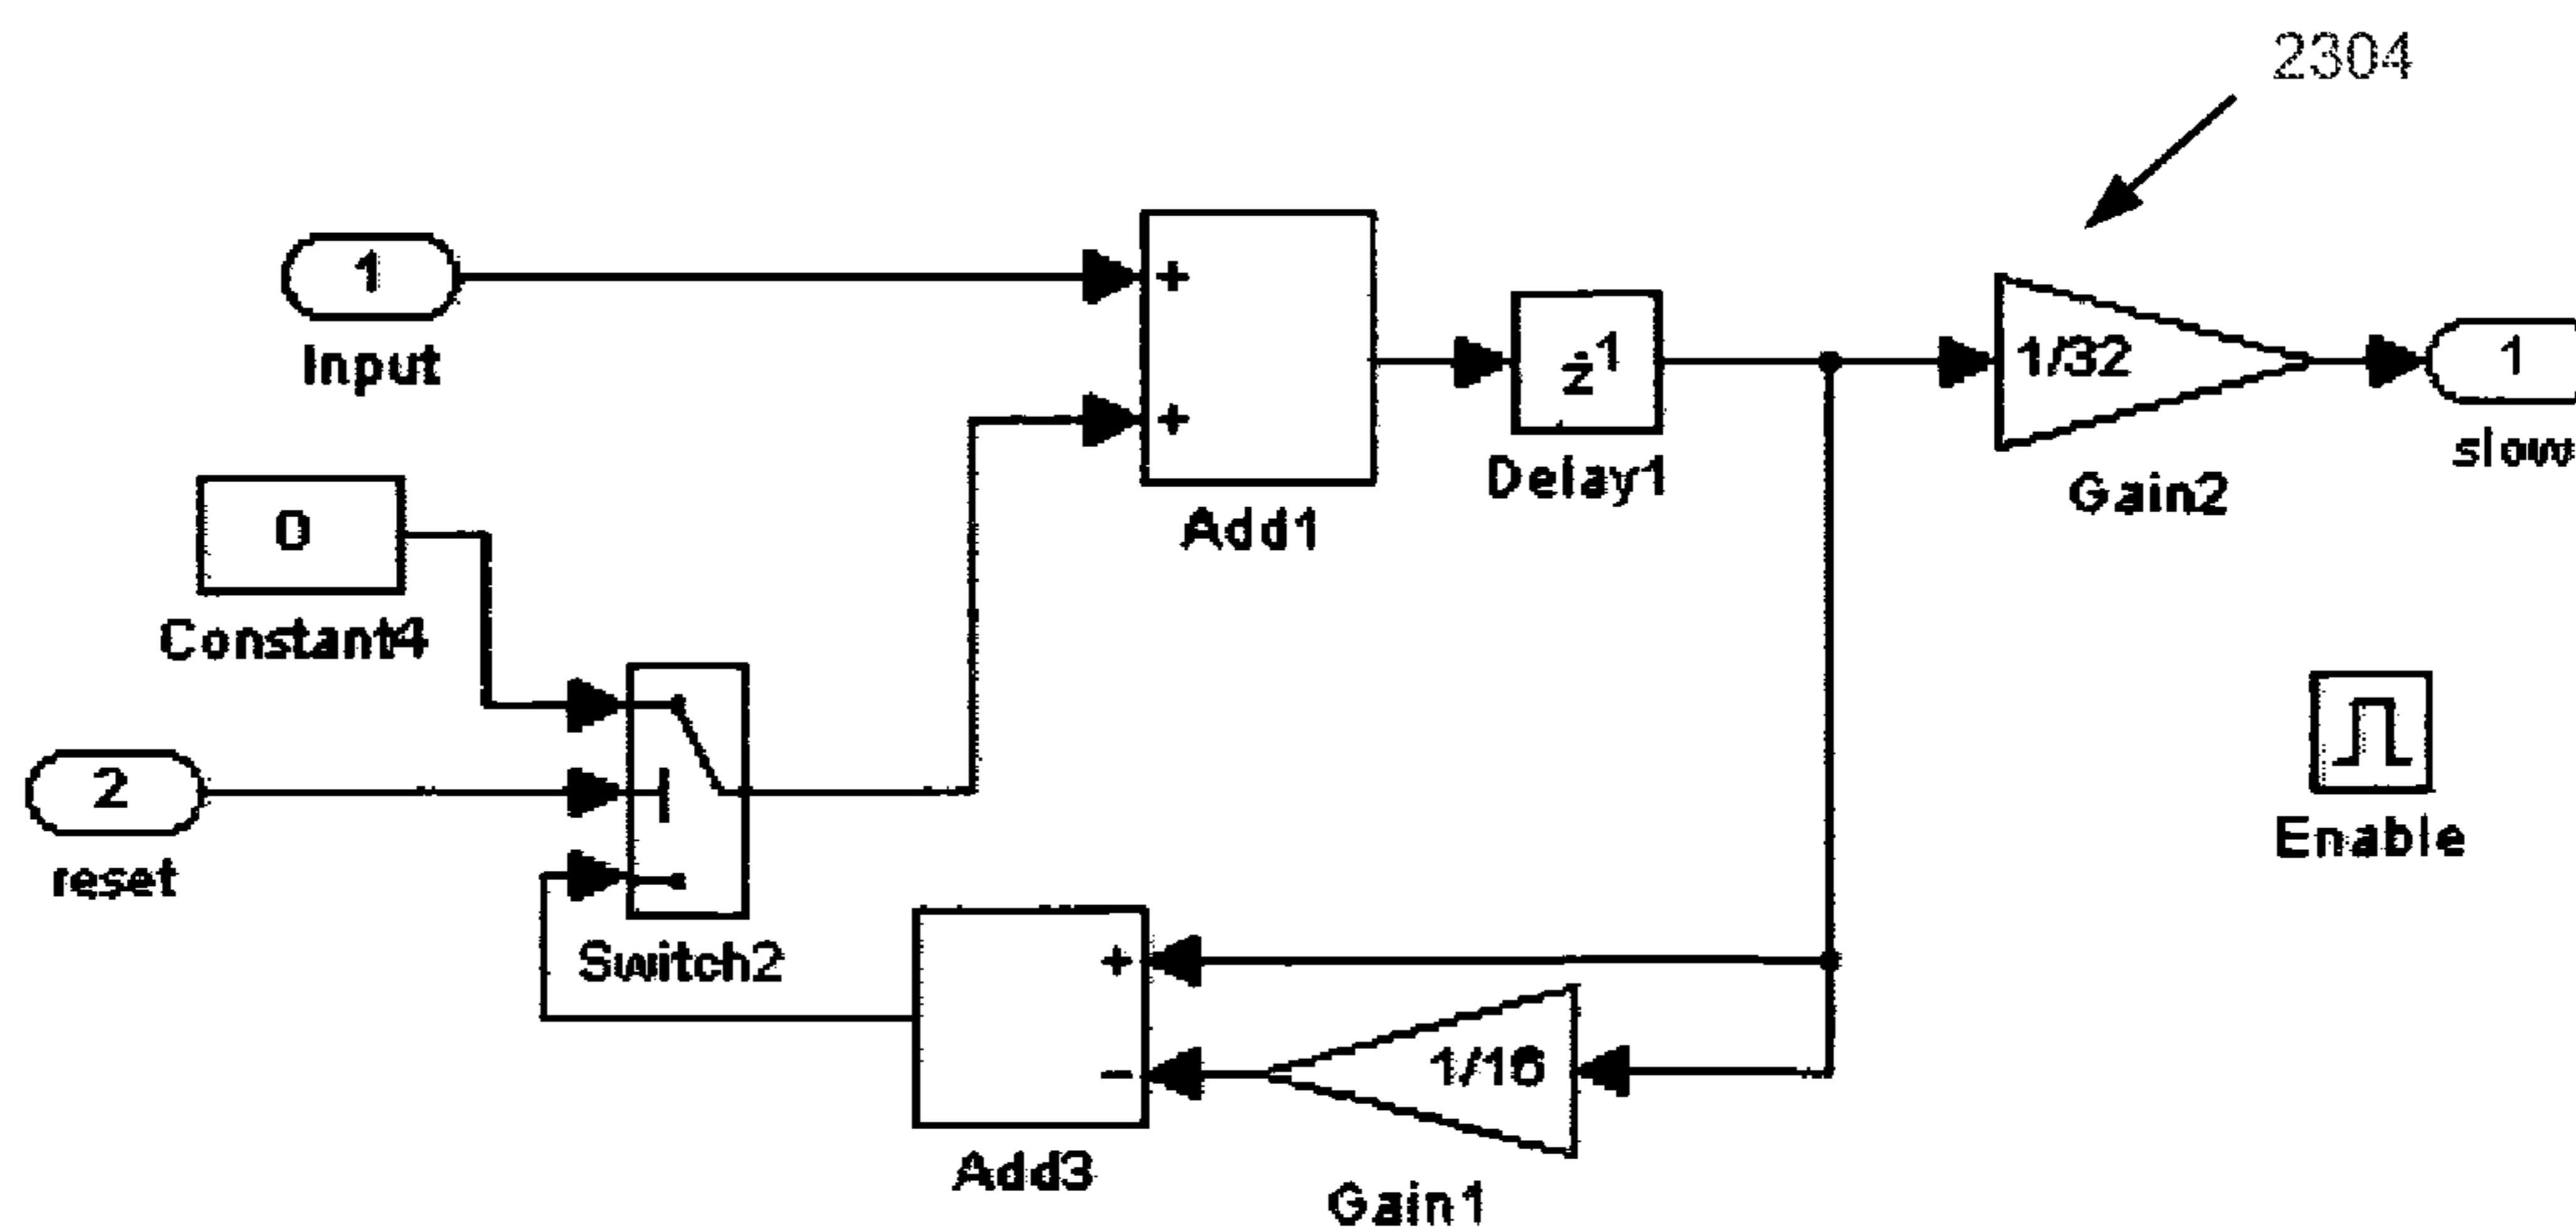 2304
1
Input
+
+
Add1
z-1
Delay1
1/32
Gain2
1
slow
0
Constant4
2
reset
Switch2
+
-
Add3
1/16
Gain1
Enable